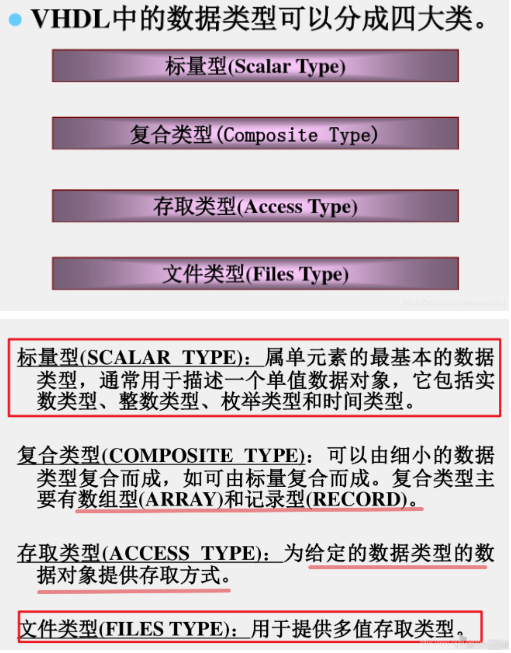 VHDL中的数据类型可以分成四大类。
标量型(Scalar Type)
复合类型(Composite Type)
存取类型(Access Type)
文件类型(Files Type)
标量型(SCALAR TYPE)：属单元素的最基本的数据
类型，通常用于描述一个单值数据对象，它包括实
数类型、整数类型、枚举类型和时间类型。
复合类型(COMPOSITE TYPE)：可以由细小的数据
类型复合而成，如可由标量复合而成。复合类型主
要有数组型(ARRAY)和记录型(RECORD)。
存取类型(ACCESS TYPE)：为给定的数据类型的数
据对象提供存取方式。
文件类型(FILES TYPE)：用于提供多值存取类型。